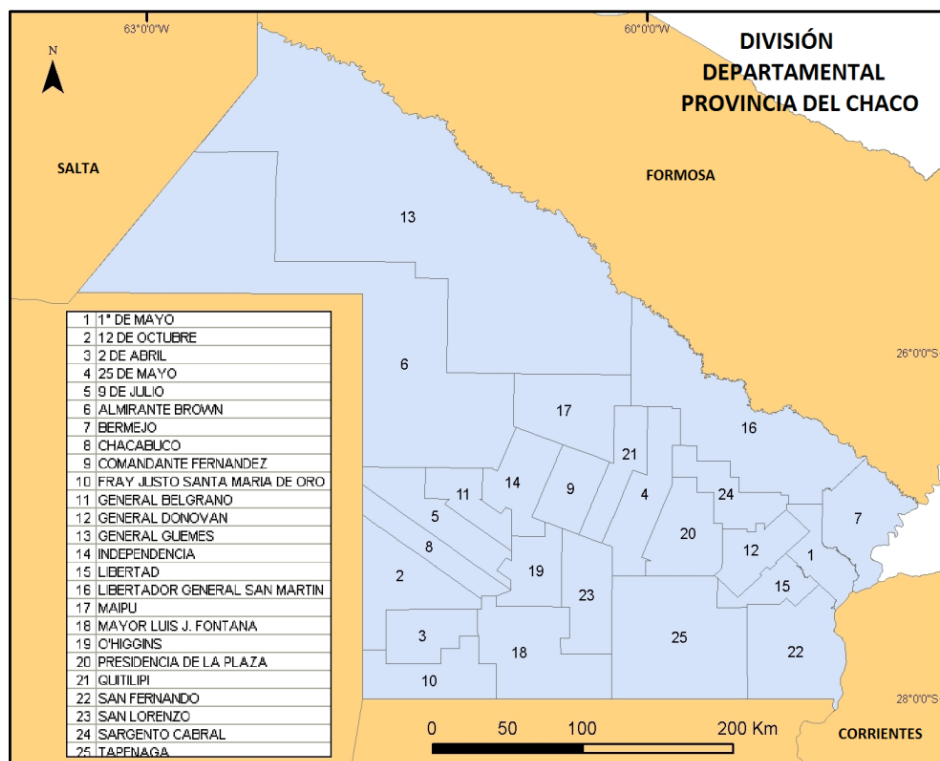 63°0'0"W
60°0'0"W
DIVISIÓN
DEPARTAMENTAL
PROVINCIA DEL CHACO
N
SALTA
FORMOSA
13
26°0'0"S
6
17
16
21
14
9
4
11
24
7
5
20
12
1
8
2
19
15
23
3
25
18
22
10
28°0'0"S
1° DE MAYO
2 12 DE OCTUBRE
3 2 DE ABRIL
4 25 DE MAYO
5 9 DE JULIO
6 ALMIRANTE BROWN
7 BERMEJO
8 CHACABUCO
9 COMANDANTE FERNANDEZ
10 FRAY JUSTO SANTA MARIA DE ORO
11 GENERAL BELGRANO
12 GENERAL DONOVAN
13 GENERAL GUEMES
14 INDEPENDENCIA
15 LIBERTAD
16 LIBERTADOR GENERAL SAN MARTIN
17 MAIPU
18 MAYOR LUIS J. FONTANA
19 O'HIGGINS
20 PRESIDENCIA DE LA PLAZA
21 QUITILIPI
22 SAN FERNANDO
23 SAN LORENZO
24 SARGENTO CABRAL
25 TAPENAGA
0 50 100 200 Km
CORRIENTES